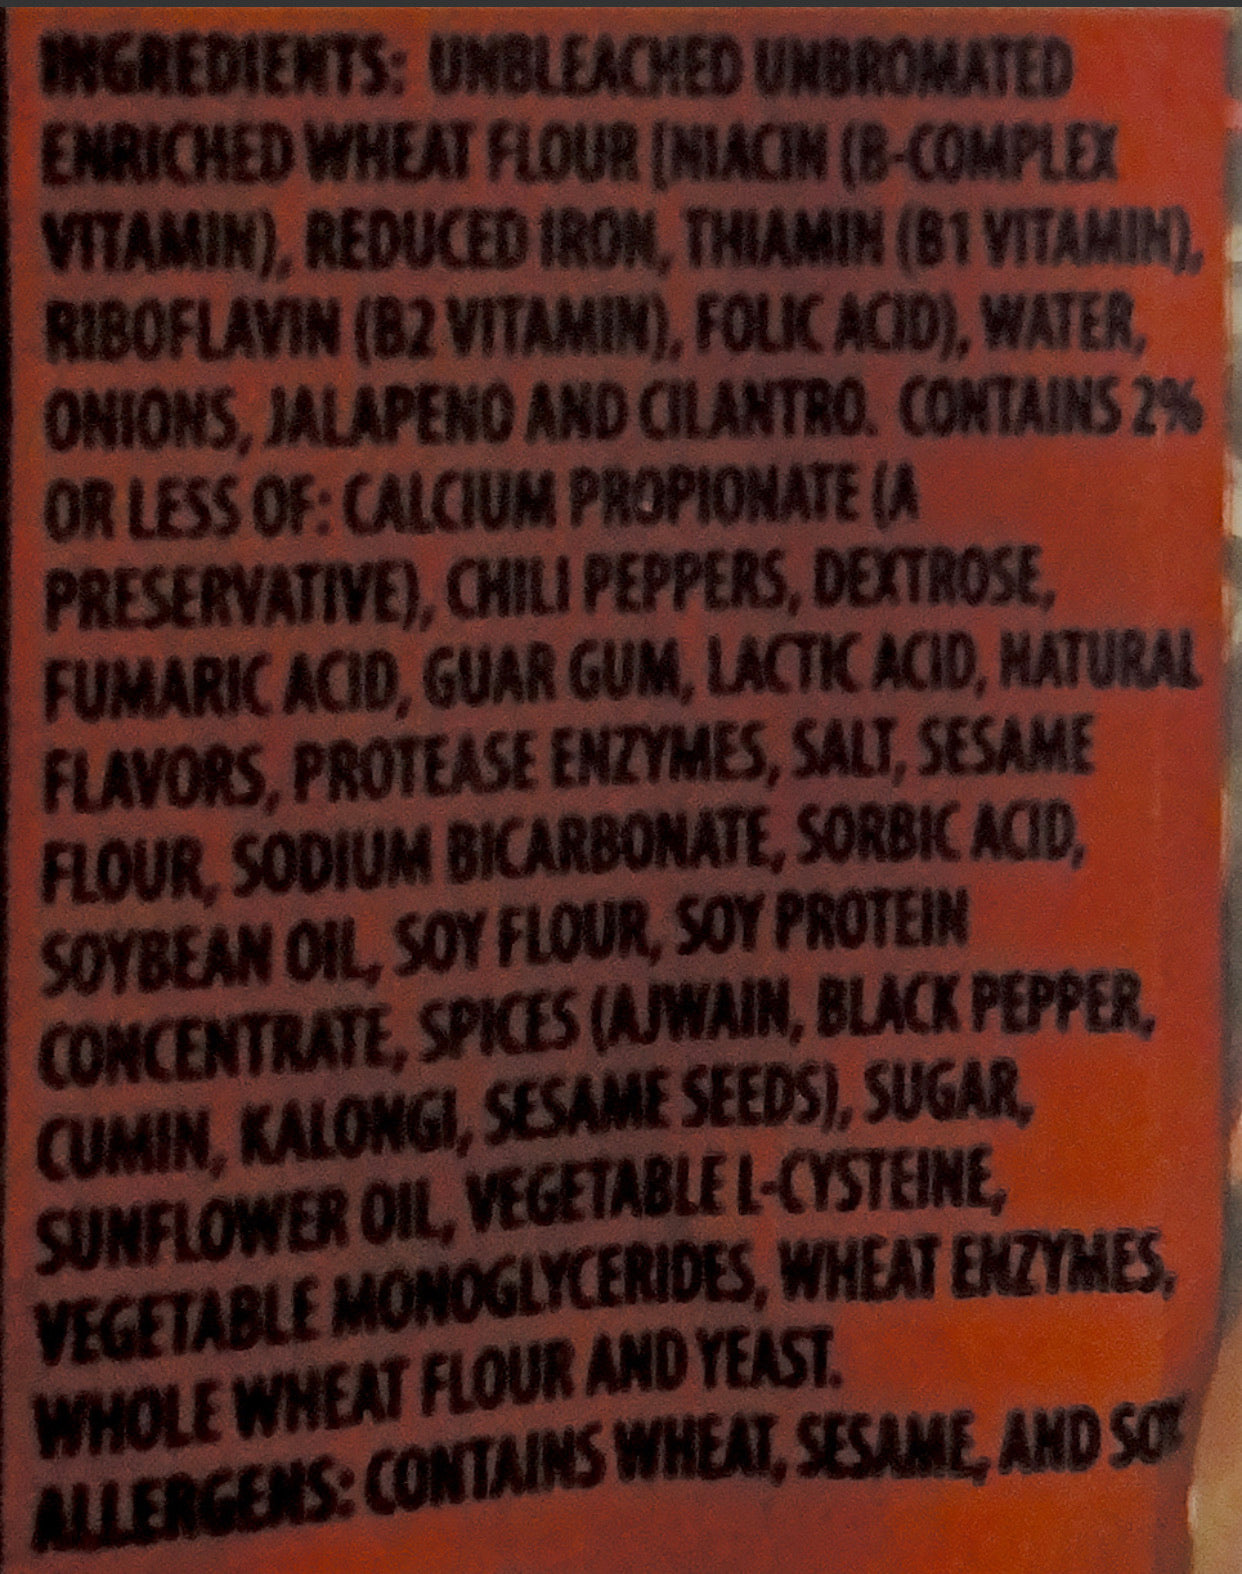 INGREDIENTS: UNBLEACHED UNBROMATED
ENRICHED WHEAT FLOUR [NIACIN (B-COMPLEX
VITAMIN), REDUCED IRON, THIAMIN (B1 VITAMIN),
RIBOFLAVIN (B2 VITAMIN), FOLIC ACID), WATER,
ONIONS, JALAPENO AND CILANTRO. CONTAINS 2%
OR LESS OF: CALCIUM PROPIONATE (A
PRESERVATIVE), CHILI PEPPERS, DEXTROSE,
FUMARIC ACID, GUAR GUM, LACTIC ACID, NATURAL
FLAVORS, PROTEASE ENZYMES, SALT, SESAME
FLOUR, SODIUM BICARBONATE, SORBIC ACID,
SOYBEAN OIL, SOY FLOUR, SOY PROTEIN
CONCENTRATE, SPICES (AJWAIN, BLACK PEPPER,
CUMIN, KALONGI, SESAME SEEDS), SUGAR,
SUNFLOWER OIL, VEGETABLE L-CYSTEINE,
VEGETABLE MONOGLYCERIDES, WHEAT ENZYMES,
WHOLE WHEAT FLOUR AND YEAST.
ALLERGENS: CONTAINS WHEAT, SESAME, AND SOY